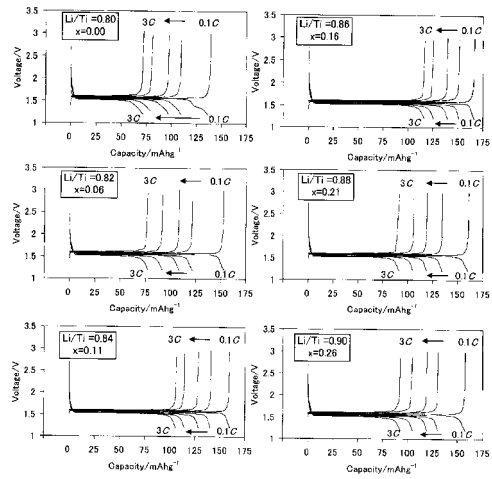 3.5
Li/Ti =0.80
x=0.00
3C
0.1C
3
2.5
Voltage/V
2
1.5
3C
0.1C
1
0 25 50 75 100 125 150 175
Capacity/mAhg⁻¹
3.5
Li/Ti =0.86
x=0.16
3C
0.1C
3
2.5
Voltage/V
2
1.5
3C
0.1C
1
0 25 50 75 100 125 150 175
Capacity/mAhg⁻¹
3.5
Li/Ti =0.82
x=0.06
3C
0.1C
3
2.5
Voltage/V
2
1.5
3C
0.1C
1
0 25 50 75 100 125 150 175
Capacity/mAhg⁻¹
3.5
Li/Ti =0.88
x=0.21
3C
0.1C
3
2.5
Voltage/V
2
1.5
3C
0.1C
1
0 25 50 75 100 125 150 175
Capacity/mAhg⁻¹
3.5
Li/Ti=0.84
x=0.11
3C
0.1C
3
2.5
Voltage/V
2
1.5
3C
0.1C
1
0 25 50 75 100 125 150 175
Capacity/mAhg⁻¹
3.5
Li/Ti =0.90
x=0.26
3C
0.1C
3
2.5
Voltage/V
2
1.5
3C
0.1C
1
0 25 50 75 100 125 150 175
Capacity/mAhg⁻¹